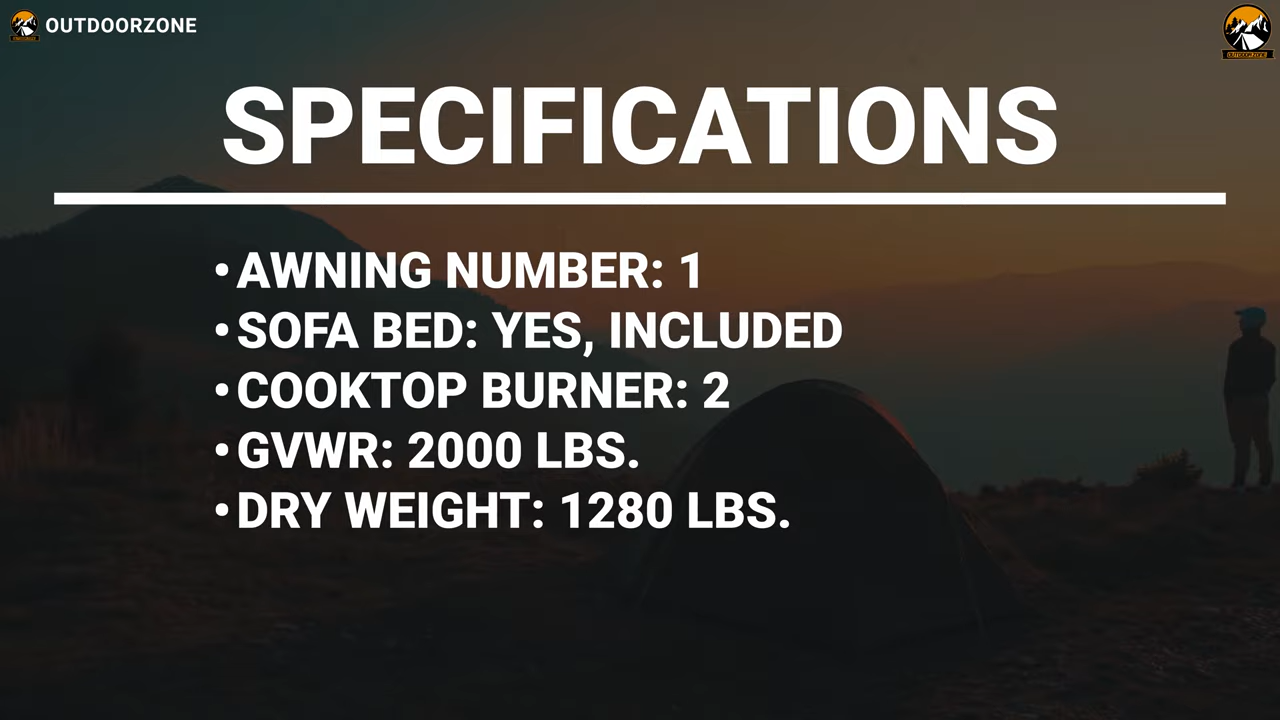 OUTDOORZONE
OUTDOORZONE
SPECIFICATIONS
•AWNING NUMBER: 1
•SOFA BED: YES, INCLUDED
•COOKTOP BURNER: 2
•GVWR: 2000 LBS.
•DRY WEIGHT: 1280 LBS.